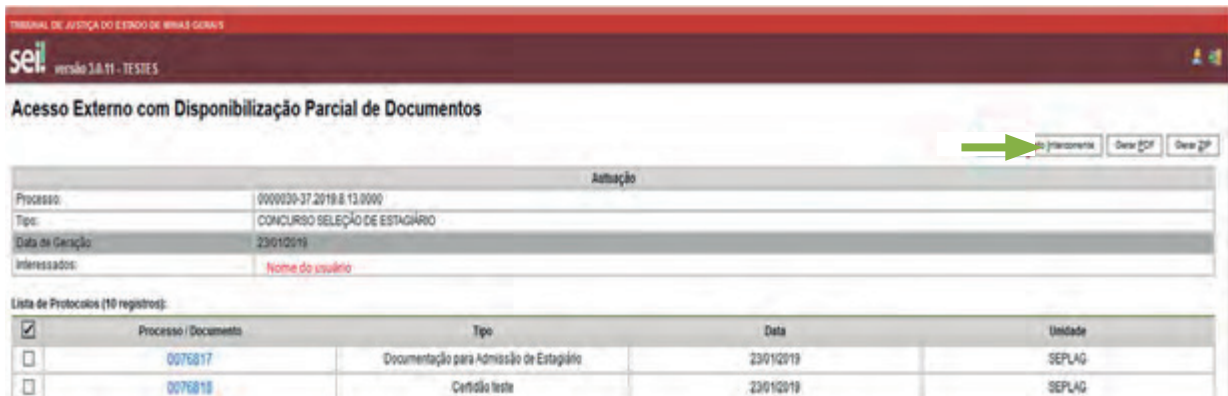 TRIBUNAL DE JUSTIÇA DO ESTADO DE MINAS GERAIS
sei! versão 3.0.11 - TESTES
Acesso Externo com Disponibilização Parcial de Documentos
Intercorrente Gerar PDF Gerar ZIP
Autuação
Processo: 0000030-37.2019.8.13.0000
Tipo: CONCURSO SELEÇÃO DE ESTAGIÁRIO
Data de Geração: 23/01/2019
Interessados: Nome do usuário
Lista de Protocolos (10 registros):
Processo / Documento Tipo Data Unidade
0076817 Documentação para Admissão de Estagiário 23/01/2019 SEPLAG
0076818 Certidão teste 23/01/2019 SEPLAG